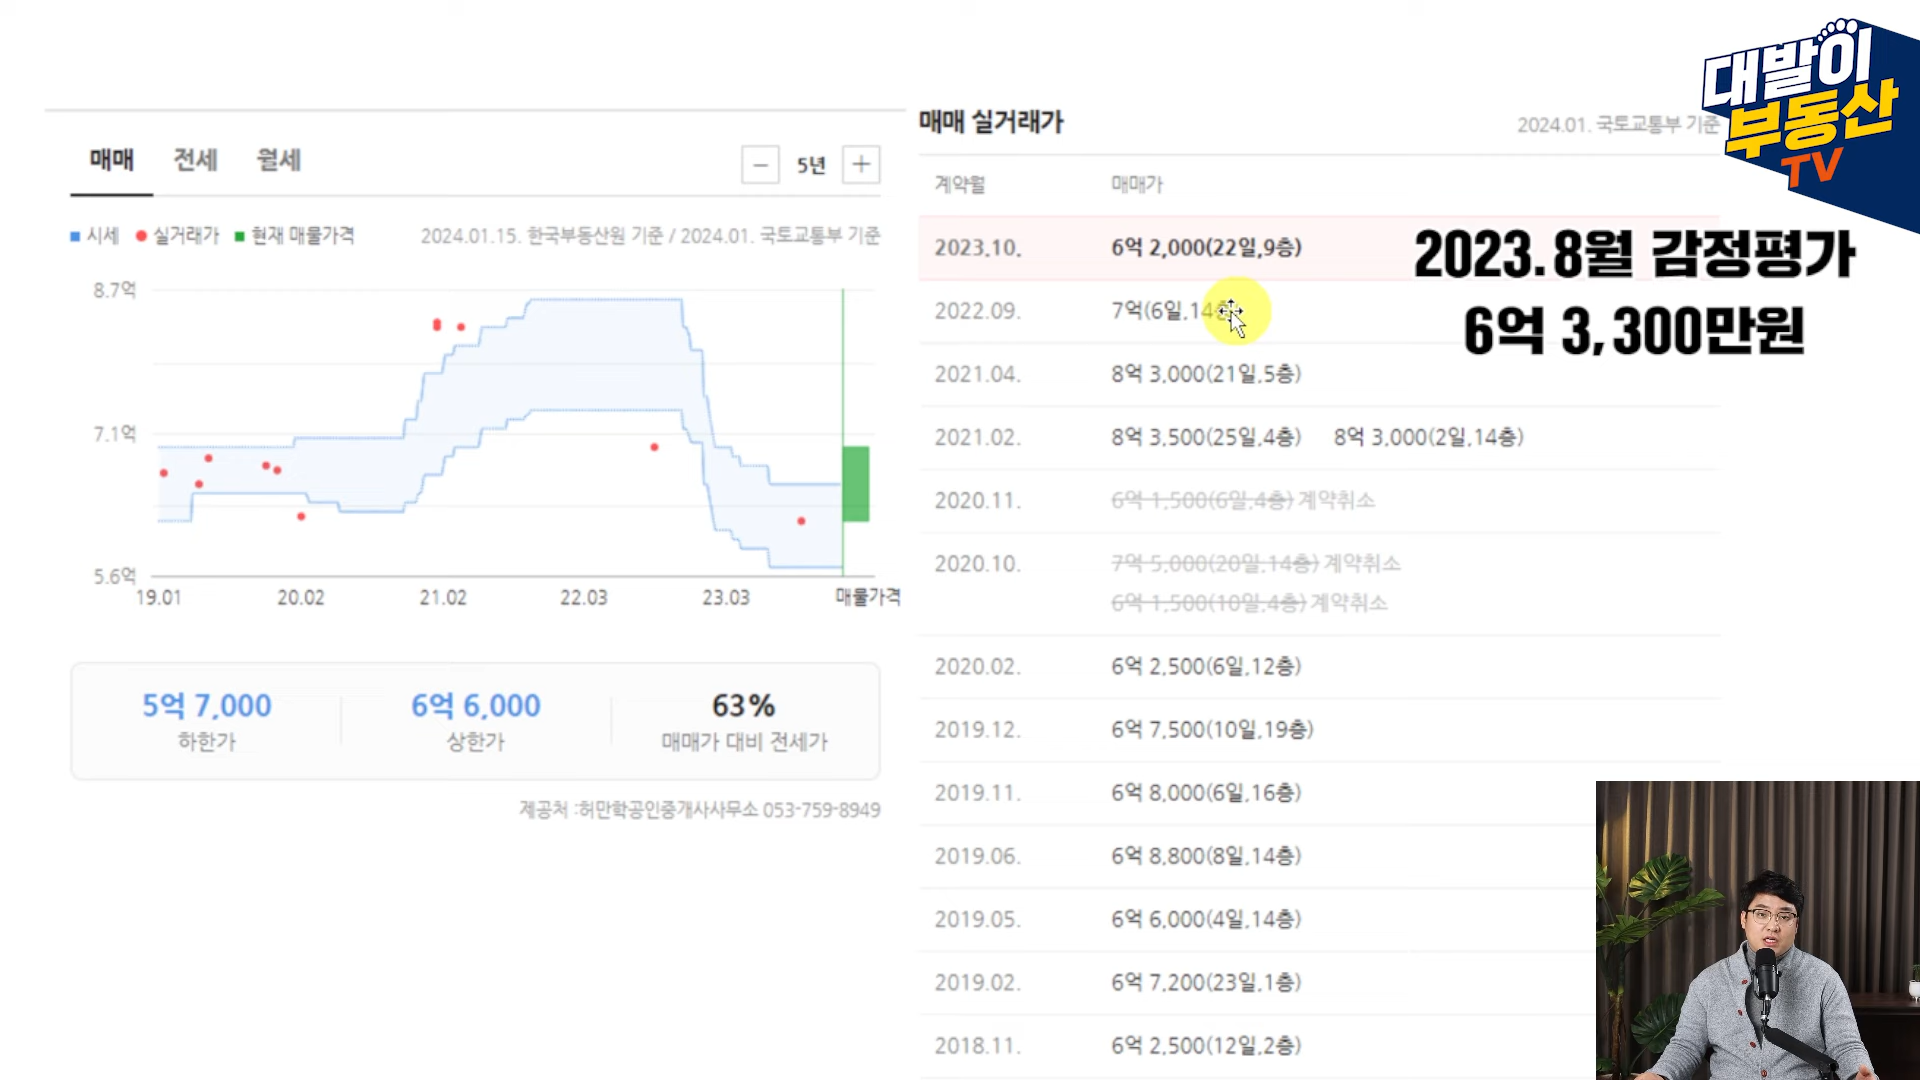 대발이
부동산
TV
매매 전세 월세
5년
시세 실거래가 현재 매물가격
2024.01.15. 한국부동산원 기준 / 2024.01. 국토교통부 기준
8.7억
7.1억
5.6억
19.01 20.02 21.02 22.03 23.03 매물가격
5억 7,000 6억 6,000 63%
하한가 상한가 매매가 대비 전세가
제공처 :허만학공인중개사사무소 053-759-8949
매매 실거래가
2024.01. 국토교통부 기준
계약월 매매가
2023.10. 6억 2,000(22일,9층)
2022.09. 7억(6일,14
2021.04. 8억 3,000(21일,5층)
2021.02. 8억 3,500(25일,4층) 8억 3,000(2일,14층)
2020.11. 6억 1,500(6일,4층) 계약취소
2020.10. 7억 5,000(20일,14층) 계약취소
6억 1,500(10일,4층) 계약취소
2020.02. 6억 2,500(6일,12층)
2019.12. 6억 7,500(10일,19층)
2019.11. 6억 8,000(6일,16층)
2019.06. 6억 8,800(8일,14층)
2019.05. 6억 6,000(4일,14층)
2019.02. 6억 7,200(23일,1층)
2018.11. 6억 2,500(12일,2층)
2023.8월 감정평가
6억 3,300만원